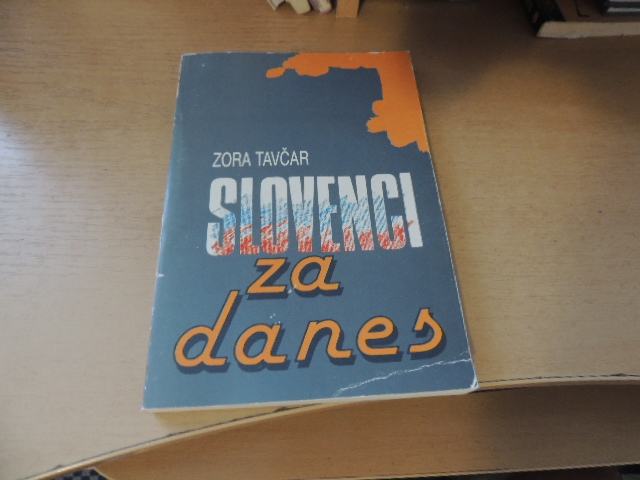 ZORA TAVČAR
SLOVENCI
za
danes